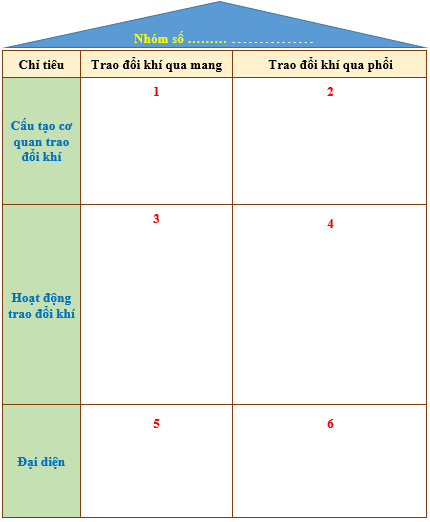 Nhóm số ……... _ _ _ _ _ _ _ _ _ _ _ _ _
Chỉ tiêu Trao đổi khí qua mang Trao đổi khí qua phổi
Cấu tạo cơ
quan trao
đổi khí
1 2
Hoạt động
trao đổi khí
3 4
Đại diện
5 6